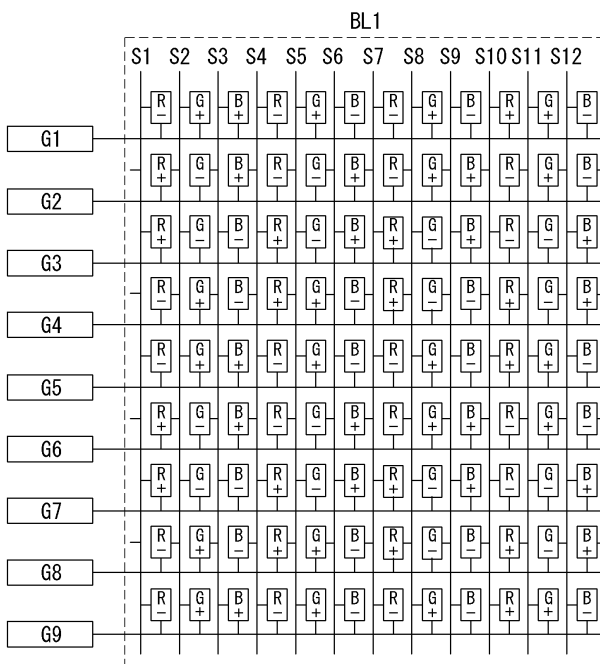 BL1
S1 S2 S3 S4 S5 S6 S7 S8 S9 S10 S11 S12
R G B R G B R G B R G B
− + + − + − − + − + + −
G1
R G B R G B R G B R G B
+ − + − − + − + + − + −
G2
R G B R G B R G B R G B
+ − − + − + + − + − − +
G3
R G B R G B R G B R G B
− + − + + − + − − + − +
G4
R G B R G B R G B R G B
− + + − + − − + − + + −
G5
R G B R G B R G B R G B
+ − + − − + − + + − + −
G6
R G B R G B R G B R G B
+ − − + − + + − + − − +
G7
R G B R G B R G B R G B
− + − + + − + − − + − +
G8
R G B R G B R G B R G B
− + + − + − − + − + + −
G9